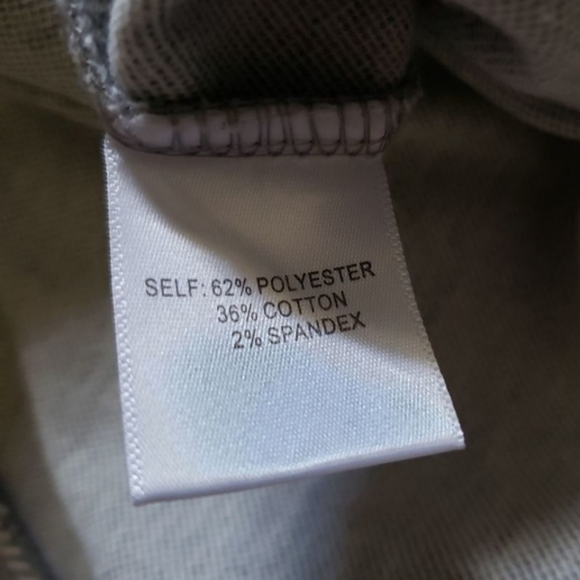 SELF: 62% POLYESTER
36% COTTON
2% SPANDEX